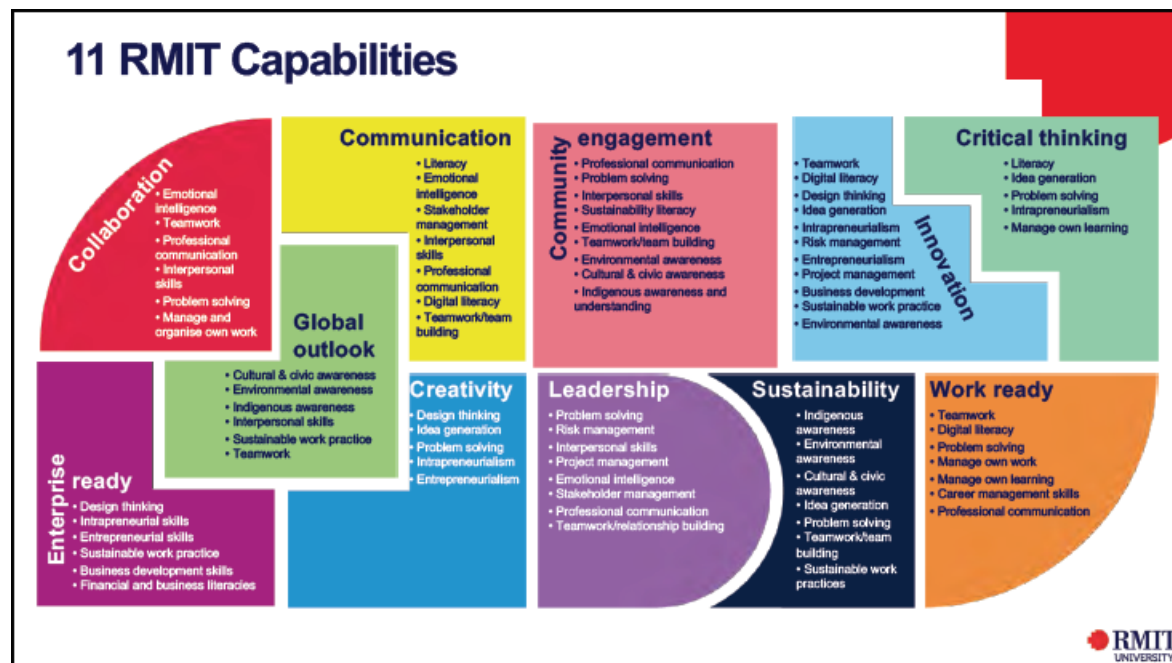 11 RMIT Capabilities
Collaboration
• Emotional
intelligence
• Teamwork
• Professional
communication
• Interpersonal
skills
• Problem solving
• Manage and
organise own work
Communication
• Literacy
• Emotional
intelligence
• Stakeholder
management
• Interpersonal
skills
• Professional
communication
• Digital literacy
• Teamwork/team
building
Community
engagement
• Professional communication
• Problem solving
• Interpersonal skills
• Sustainability literacy
• Emotional intelligence
• Teamwork/team building
• Environmental awareness
• Cultural & civic awareness
• Indigenous awareness and
understanding
Innovation
• Teamwork
• Digital literacy
• Design thinking
• Idea generation
• Intrapreneurialism
• Risk management
• Entrepreneurialism
• Project management
• Business development
• Sustainable work practice
• Environmental awareness
Critical thinking
• Literacy
• Idea generation
• Problem solving
• Intrapreneurialism
• Manage own learning
Enterprise
ready
• Design thinking
• Intrapreneurial skills
• Entrepreneurial skills
• Sustainable work practice
• Business development skills
• Financial and business literacies
Global
outlook
• Cultural & civic awareness
• Environmental awareness
• Indigenous awareness
• Interpersonal skills
• Sustainable work practice
• Teamwork
Creativity
• Design thinking
• Idea generation
• Problem solving
• Intrapreneurialism
• Entrepreneurialism
Leadership
• Problem solving
• Risk management
• Interpersonal skills
• Project management
• Emotional intelligence
• Stakeholder management
• Professional communication
• Teamwork/relationship building
Sustainability
• Indigenous
awareness
• Environmental
awareness
• Cultural & civic
awareness
• Idea generation
• Problem solving
• Teamwork/team
building
• Sustainable work
practices
Work ready
• Teamwork
• Digital literacy
• Problem solving
• Manage own work
• Manage own learning
• Career management skills
• Professional communication
RMIT
UNIVERSITY